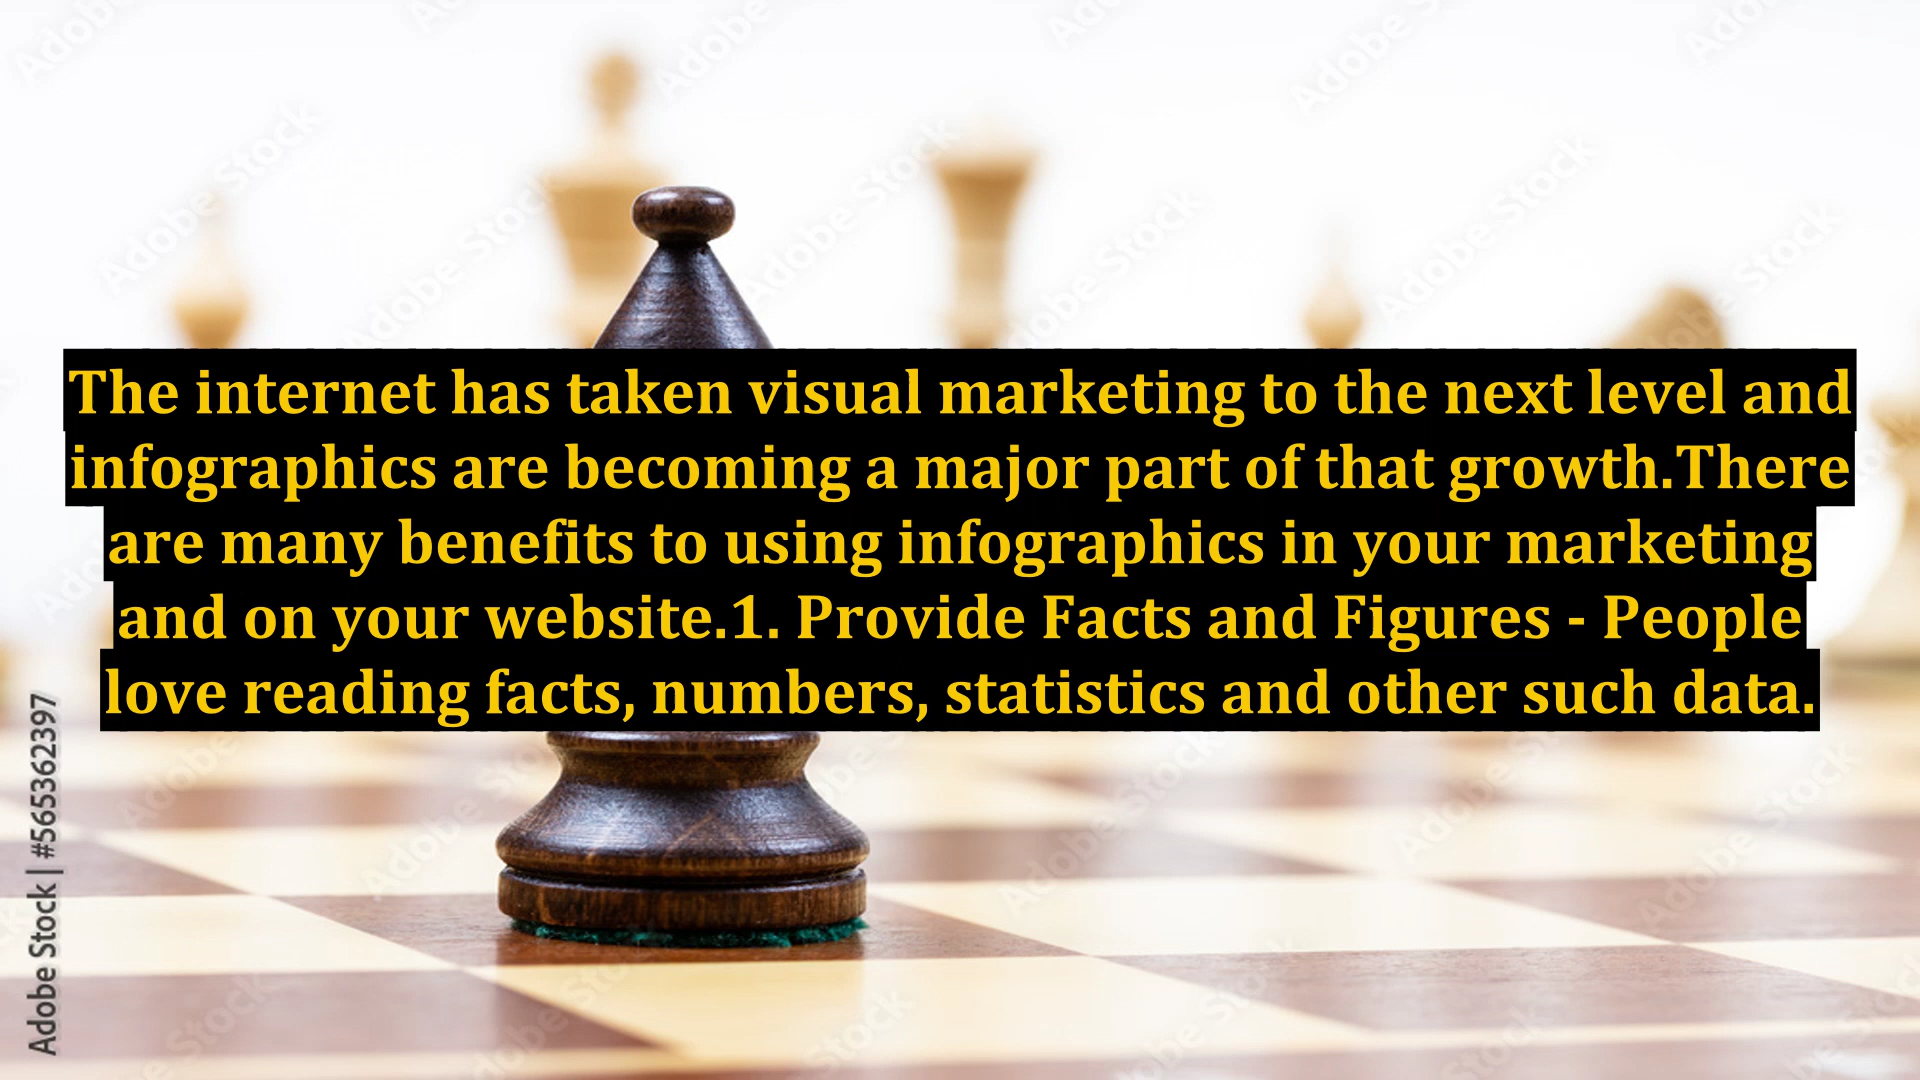 The internet has taken visual marketing to the next level and
infographics are becoming a major part of that growth.There
are many benefits to using infographics in your marketing
and on your website.1. Provide Facts and Figures - People
love reading facts, numbers, statistics and other such data.
Adobe Stock | #565362397
Adobe Stock